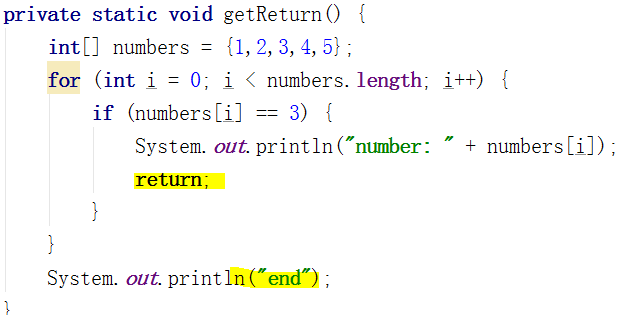 private static void getReturn() {
    int[] numbers = {1,2,3,4,5};
    for (int i = 0; i < numbers.length; i++) {
        if (numbers[i] == 3) {
            System.out.println("number: " + numbers[i]);
            return;
        }
    }
    System.out.println("end");
}